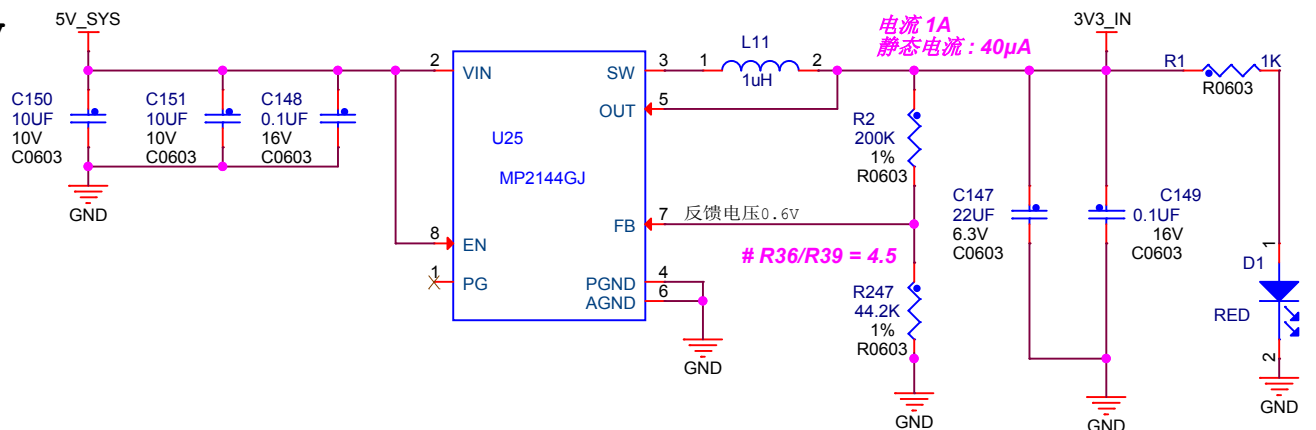 5V_SYS
C150
10UF
10V
C0603
C151
10UF
10V
C0603
C148
0.1UF
16V
C0603
GND
2
VIN
8
EN
1
PG
U25
MP2144GJ
SW
3
OUT
5
FB
7
PGND
4
AGND
6
GND
1
L11
2
1uH
电流 1A
静态电流 : 40μA
反馈电压0.6V
# R36/R39 = 4.5
R2
200K
1%
R0603
R247
44.2K
1%
R0603
GND
C147
22UF
6.3V
C0603
3V3_IN
C149
0.1UF
16V
C0603
GND
R1
1K
R0603
1
D1
RED
2
GND